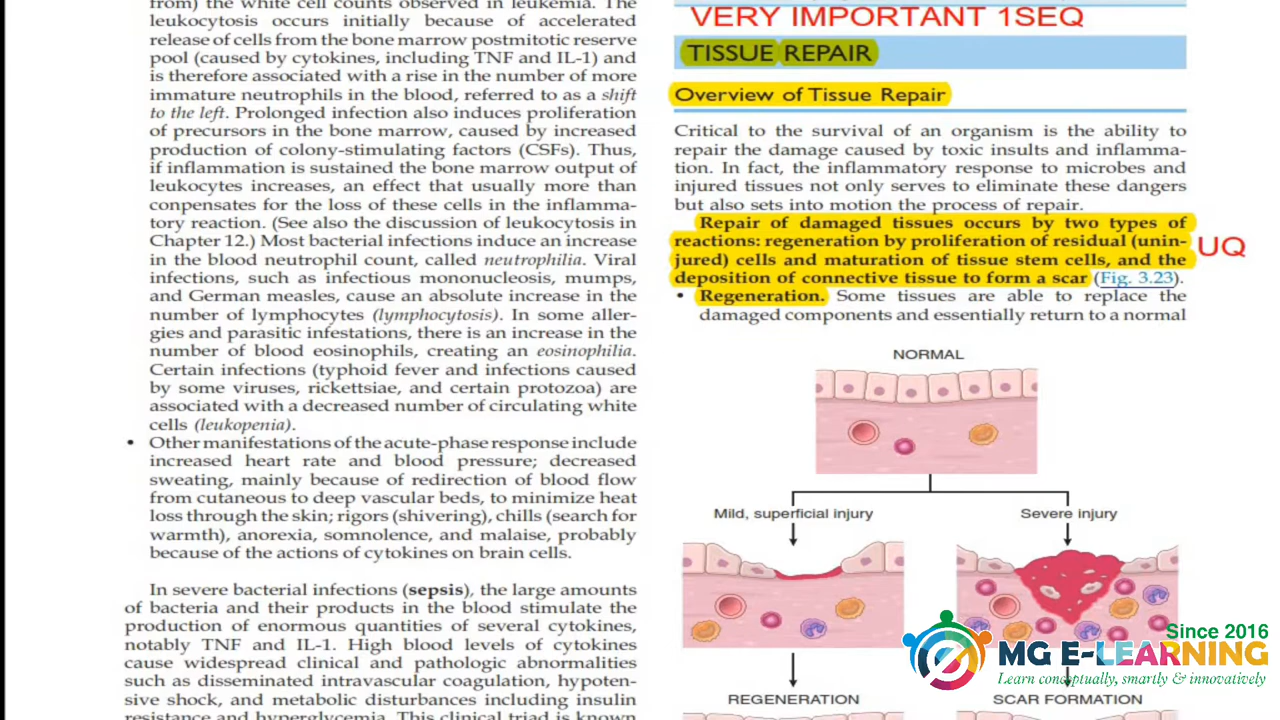 from) the white cell counts observed in leukemia. The
leukocytosis occurs initially because of accelerated
release of cells from the bone marrow postmitotic reserve
pool (caused by cytokines, including TNF and IL-1) and
is therefore associated with a rise in the number of more
immature neutrophils in the blood, referred to as a shift
to the left. Prolonged infection also induces proliferation
of precursors in the bone marrow, caused by increased
production of colony-stimulating factors (CSFs). Thus,
if inflammation is sustained the bone marrow output of
leukocytes increases, an effect that usually more than
conpensates for the loss of these cells in the inflamma-
tory reaction. (See also the discussion of leukocytosis in
Chapter 12.) Most bacterial infections induce an increase
in the blood neutrophil count, called neutrophilia. Viral
infections, such as infectious mononucleosis, mumps,
and German measles, cause an absolute increase in the
number of lymphocytes (lymphocytosis). In some aller-
gies and parasitic infestations, there is an increase in the
number of blood eosinophils, creating an eosinophilia.
Certain infections (typhoid fever and infections caused
by some viruses, rickettsiae, and certain protozoa) are
associated with a decreased number of circulating white
cells (leukopenia).
• Other manifestations of the acute-phase response include
increased heart rate and blood pressure; decreased
sweating, mainly because of redirection of blood flow
from cutaneous to deep vascular beds, to minimize heat
loss through the skin; rigors (shivering), chills (search for
warmth), anorexia, somnolence, and malaise, probably
because of the actions of cytokines on brain cells.
In severe bacterial infections (sepsis), the large amounts
of bacteria and their products in the blood stimulate the
production of enormous quantities of several cytokines,
notably TNF and IL-1. High blood levels of cytokines
cause widespread clinical and pathologic abnormalities
such as disseminated intravascular coagulation, hypoten-
sive shock, and metabolic disturbances including insulin
resistance and hyperglycemia. This clinical triad is known
VERY IMPORTANT 1SEQ
TISSUE REPAIR
Overview of Tissue Repair
Critical to the survival of an organism is the ability to
repair the damage caused by toxic insults and inflamma-
tion. In fact, the inflammatory response to microbes and
injured tissues not only serves to eliminate these dangers
but also sets into motion the process of repair.
Repair of damaged tissues occurs by two types of
reactions: regeneration by proliferation of residual (unin-
jured) cells and maturation of tissue stem cells, and the
deposition of connective tissue to form a scar (Fig. 3.23).
UQ
• Regeneration. Some tissues are able to replace the
damaged components and essentially return to a normal
NORMAL
Mild, superficial injury
Severe injury
REGENERATION
SCAR FORMATION
Since 2016
MG E-LEARNING
Learn conceptually, smartly & innovatively